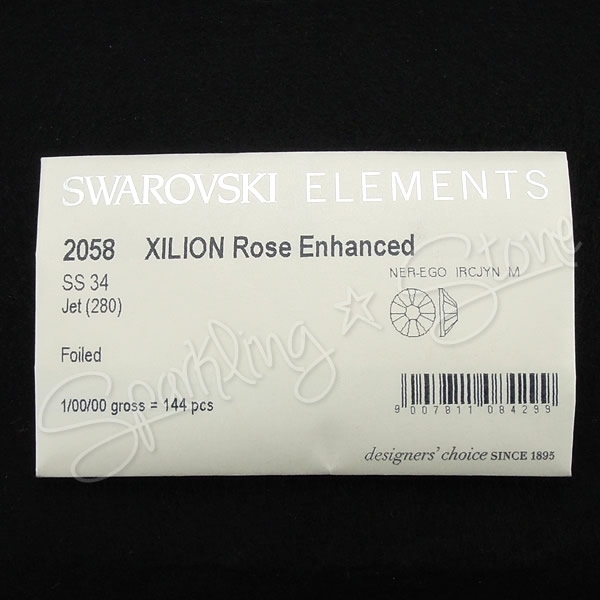 SWAROVSKI ELEMENTS
2058 XILION Rose Enhanced
SS 34
NER-EGO IRCJYN M
Jet (280)
Foiled
1/00/00 gross = 144 pcs
9 007811 084299
designers' choice SINCE 1895
Sparkling ☆ Stone